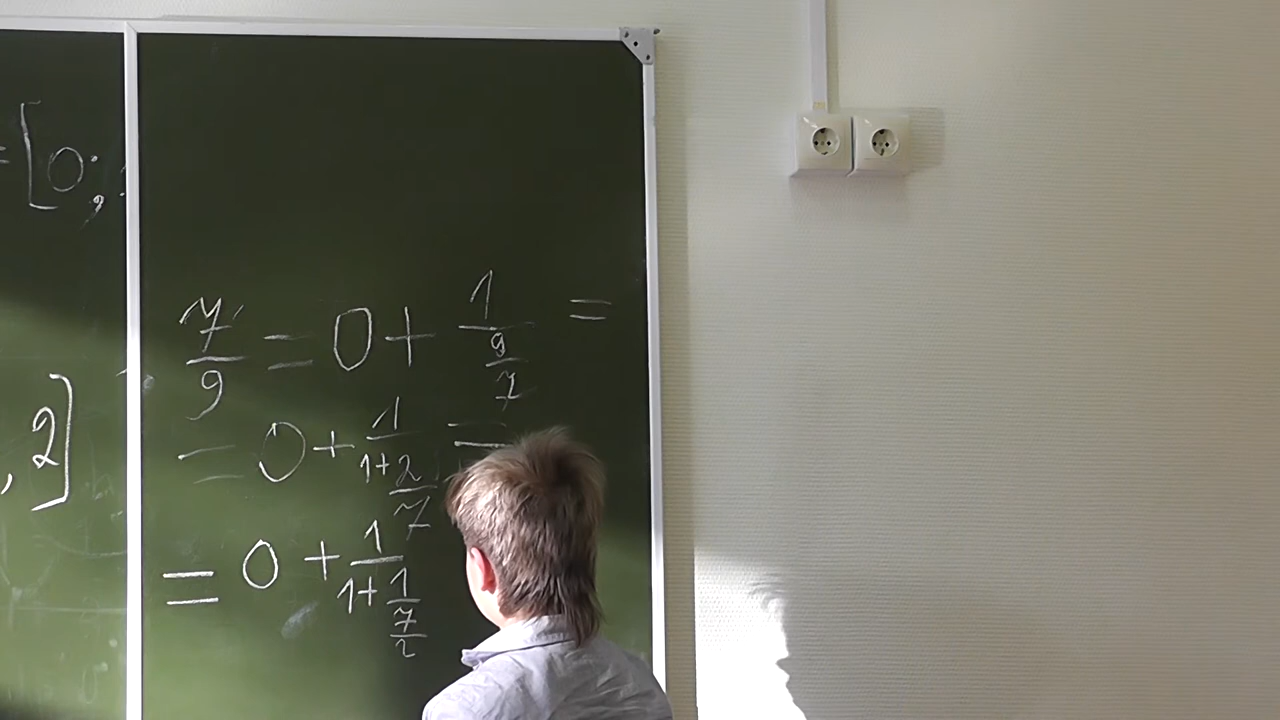 = [0;
, 2]
7/9 = 0 + 1/(9/7) =
= 0 + 1/(1+2/7) =
= 0 + 1/(1+1/(7/2))